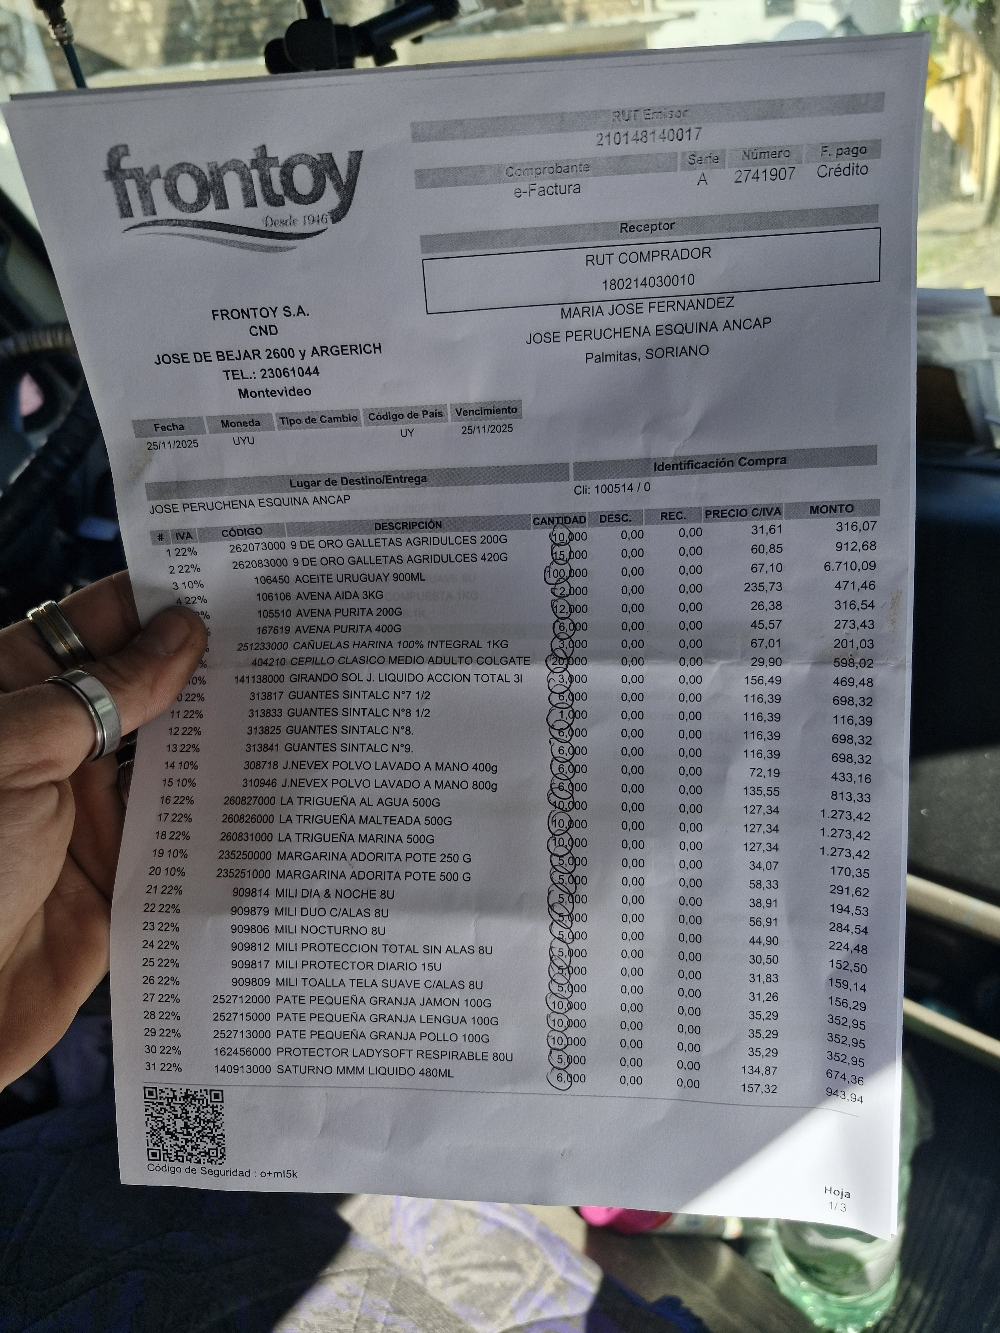 frontoy
Desde 1946
RUT Emisor
210148140017
Comprobante Serie Número F. pago
e-Factura A 2741907 Crédito
Receptor
RUT COMPRADOR
180214030010
MARIA JOSE FERNANDEZ
JOSE PERUCHENA ESQUINA ANCAP
Palmitas, SORIANO
FRONTOY S.A.
CND
JOSE DE BEJAR 2600 y ARGERICH
TEL.: 23061044
Montevideo
Fecha Moneda Tipo de Cambio Código de País Vencimiento
25/11/2025 UYU UY 25/11/2025
Lugar de Destino/Entrega Identificación Compra
JOSE PERUCHENA ESQUINA ANCAP Cli: 100514 / 0
# IVA CÓDIGO DESCRIPCIÓN CANTIDAD DESC. REC. PRECIO C/IVA MONTO
1 22% 262073000 9 DE ORO GALLETAS AGRIDULCES 200G 10,000 0,00 0,00 31,61 316,07
2 22% 262083000 9 DE ORO GALLETAS AGRIDULCES 420G 15,000 0,00 0,00 60,85 912,68
3 10% 106450 ACEITE URUGUAY 900ML 100,000 0,00 0,00 67,10 6.710,09
4 22% 106106 AVENA AIDA 3KG 2,000 0,00 0,00 235,73 471,46
% 105510 AVENA PURITA 200G 12,000 0,00 0,00 26,38 316,54
% 167619 AVENA PURITA 400G 6,000 0,00 0,00 45,57 273,43
251233000 CAÑUELAS HARINA 100% INTEGRAL 1KG 3,000 0,00 0,00 67,01 201,03
% 404210 CEPILLO CLASICO MEDIO ADULTO COLGATE 20,000 0,00 0,00 29,90 598,02
10% 141138000 GIRANDO SOL J. LIQUIDO ACCION TOTAL 3l 3,000 0,00 0,00 156,49 469,48
0 22% 313817 GUANTES SINTALC N°7 1/2 6,000 0,00 0,00 116,39 698,32
11 22% 313833 GUANTES SINTALC N°8 1/2 1,000 0,00 0,00 116,39 116,39
12 22% 313825 GUANTES SINTALC N°8. 6,000 0,00 0,00 116,39 698,32
13 22% 313841 GUANTES SINTALC N°9. 6,000 0,00 0,00 116,39 698,32
14 10% 308718 J.NEVEX POLVO LAVADO A MANO 400g 6,000 0,00 0,00 72,19 433,16
15 10% 310946 J.NEVEX POLVO LAVADO A MANO 800g 6,000 0,00 0,00 135,55 813,33
16 22% 260827000 LA TRIGUEÑA AL AGUA 500G 10,000 0,00 0,00 127,34 1.273,42
17 22% 260826000 LA TRIGUEÑA MALTEADA 500G 10,000 0,00 0,00 127,34 1.273,42
18 22% 260831000 LA TRIGUEÑA MARINA 500G 10,000 0,00 0,00 127,34 1.273,42
19 10% 235250000 MARGARINA ADORITA POTE 250 G 5,000 0,00 0,00 34,07 170,35
20 10% 235251000 MARGARINA ADORITA POTE 500 G 5,000 0,00 0,00 58,33 291,62
21 22% 909814 MILI DIA & NOCHE 8U 5,000 0,00 0,00 38,91 194,53
22 22% 909879 MILI DUO C/ALAS 8U 5,000 0,00 0,00 56,91 284,54
23 22% 909806 MILI NOCTURNO 8U 5,000 0,00 0,00 44,90 224,48
24 22% 909812 MILI PROTECCION TOTAL SIN ALAS 8U 5,000 0,00 0,00 30,50 152,50
25 22% 909817 MILI PROTECTOR DIARIO 15U 5,000 0,00 0,00 31,83 159,14
26 22% 909809 MILI TOALLA TELA SUAVE C/ALAS 8U 5,000 0,00 0,00 31,26 156,29
27 22% 252712000 PATE PEQUEÑA GRANJA JAMON 100G 10,000 0,00 0,00 35,29 352,95
28 22% 252715000 PATE PEQUEÑA GRANJA LENGUA 100G 10,000 0,00 0,00 35,29 352,95
29 22% 252713000 PATE PEQUEÑA GRANJA POLLO 100G 10,000 0,00 0,00 35,29 352,95
30 22% 162456000 PROTECTOR LADYSOFT RESPIRABLE 80U 5,000 0,00 0,00 134,87 674,36
31 22% 140913000 SATURNO MMM LIQUIDO 480ML 6,000 0,00 0,00 157,32 943,94
Código de Seguridad : o+ml5k
Hoja
1/ 3